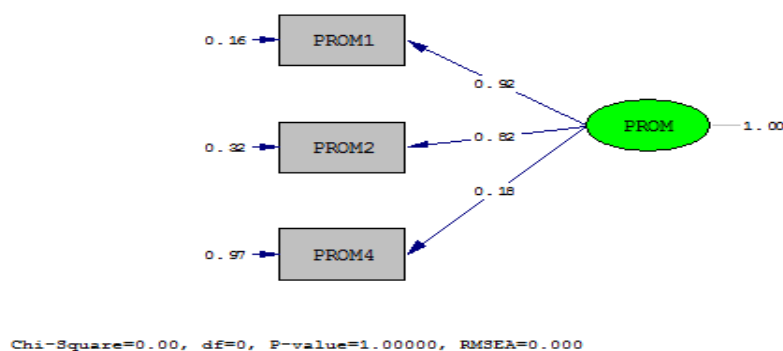 0.16 PROM1
0.92
PROM 1.00
0.82
0.32 PROM2
0.18
0.97 PROM4
Chi-Square=0.00, df=0, P-value=1.00000, RMSEA=0.000